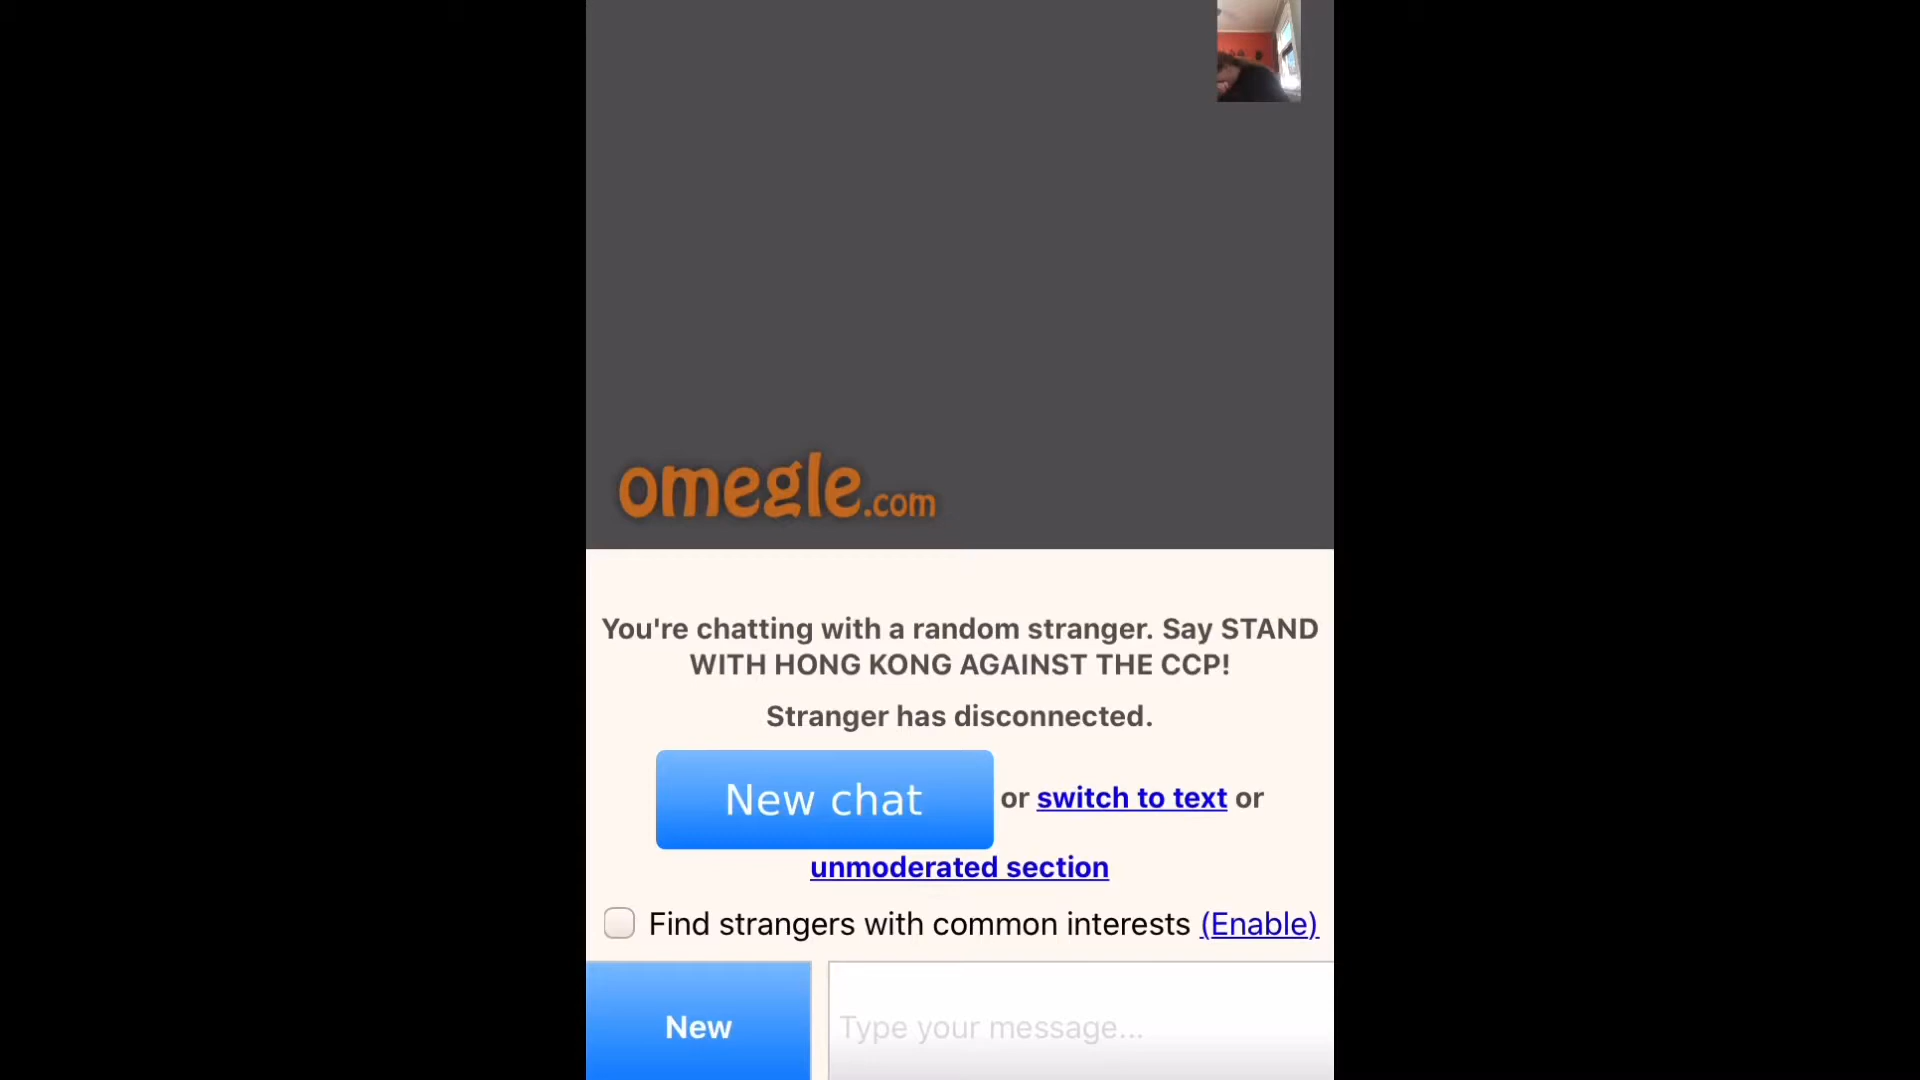 omegle.com
You're chatting with a random stranger. Say STAND
WITH HONG KONG AGAINST THE CCP!
Stranger has disconnected.
New chat or switch to text or
unmoderated section
Find strangers with common interests (Enable)
New Type your message...